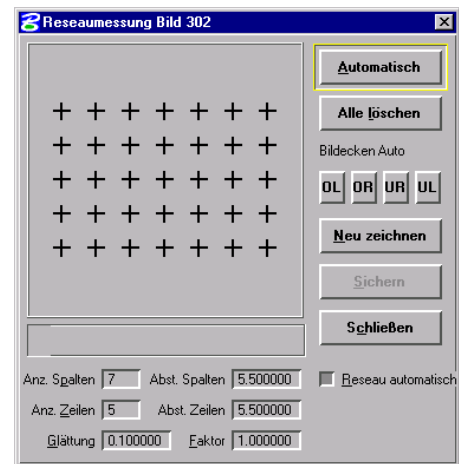 Reseaumessung Bild 302
Automatisch
Alle löschen
Bildecken Auto
OL OR UR UL
Neu zeichnen
Sichern
Schließen
Anz. Spalten 7 Abst. Spalten 5.500000 Reseau automatisch
Anz. Zeilen 5 Abst. Zeilen 5.500000
Glättung 0.100000 Faktor 1.000000